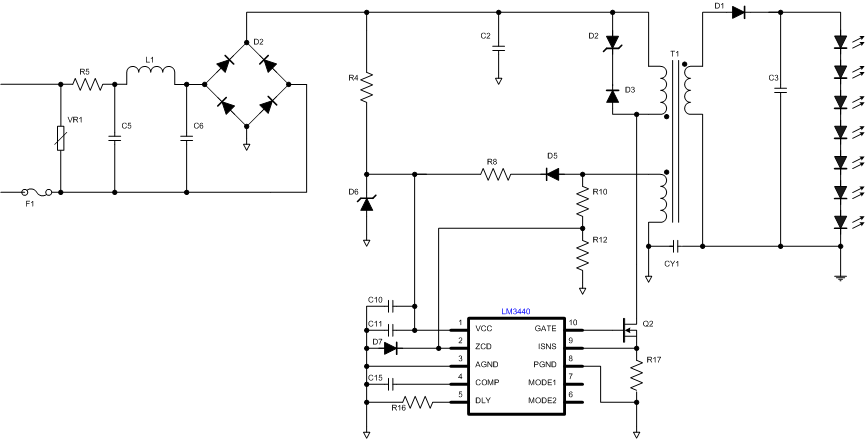 D1
D2
C2
D2
L1
T1
R5
R4
C3
D3
VR1
C5
C6
R8
D5
D6
R10
F1
R12
CY1
C10
LM3440
C11
1
VCC
GATE
10
Q2
D7
2
ZCD
ISNS
9
3
AGND
PGND
8
R17
C15
4
COMP
MODE1
7
R16
5
DLY
MODE2
6